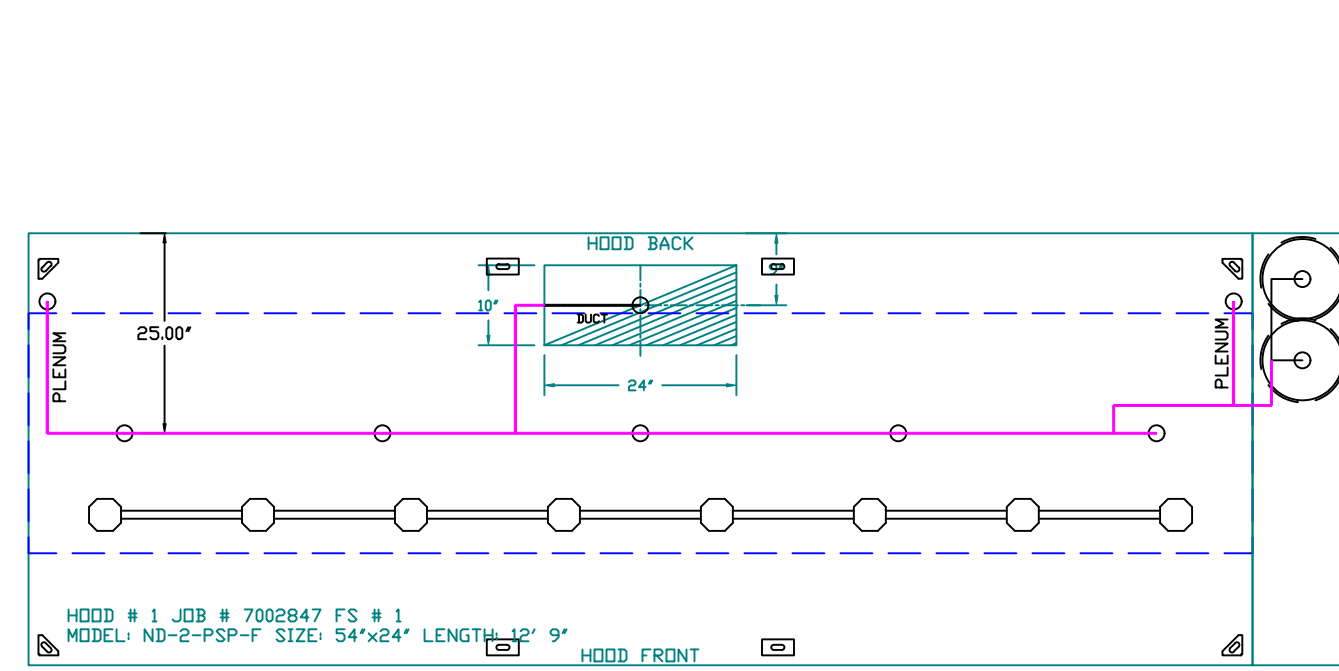 HOOD BACK
9"
10"
DUCT
25.00"
PLENUM
PLENUM
24"
HOOD # 1 JOB # 7002847 FS # 1
MODEL: ND-2-PSP-F SIZE: 54"x24" LENGTH: 12' 9"
HOOD FRONT